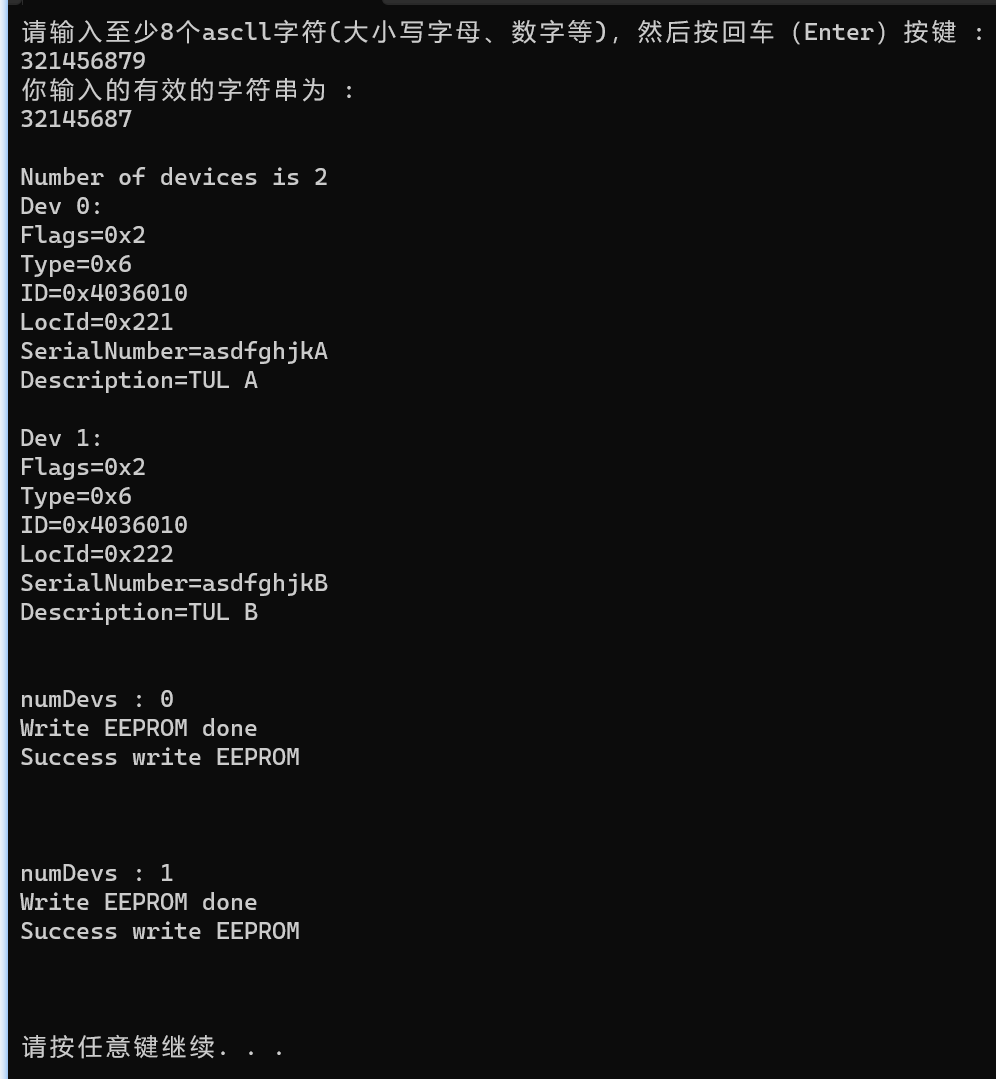 请输入至少8个ascll字符(大小写字母、数字等)，然后按回车（Enter）按键 ：
321456879
你输入的有效的字符串为 ：
32145687
Number of devices is 2
Dev 0:
Flags=0x2
Type=0x6
ID=0x4036010
LocId=0x221
SerialNumber=asdfghjkA
Description=TUL A
Dev 1:
Flags=0x2
Type=0x6
ID=0x4036010
LocId=0x222
SerialNumber=asdfghjkB
Description=TUL B
numDevs : 0
Write EEPROM done
Success write EEPROM
numDevs : 1
Write EEPROM done
Success write EEPROM
请按任意键继续. . .